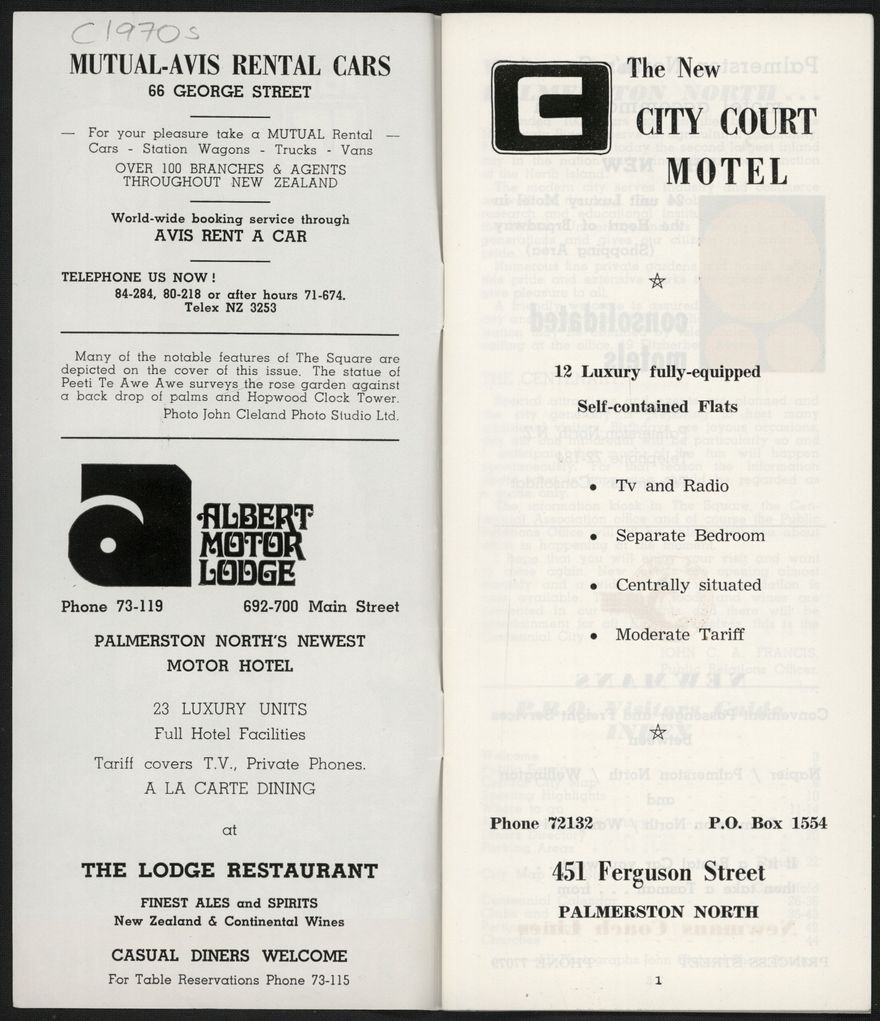 C1970s
MUTUAL-AVIS RENTAL CARS
66 GEORGE STREET
— For your pleasure take a MUTUAL Rental —
Cars - Station Wagons - Trucks - Vans
OVER 100 BRANCHES & AGENTS
THROUGHOUT NEW ZEALAND
World-wide booking service through
AVIS RENT A CAR
TELEPHONE US NOW!
84-284, 80-218 or after hours 71-674.
Telex NZ 3253
Many of the notable features of The Square are
depicted on the cover of this issue. The statue of
Peeti Te Awe Awe surveys the rose garden against
a back drop of palms and Hopwood Clock Tower.
Photo John Cleland Photo Studio Ltd.
a
ALBERT
MOTOR
LODGE
Phone 73-119 692-700 Main Street
PALMERSTON NORTH'S NEWEST
MOTOR HOTEL
23 LUXURY UNITS
Full Hotel Facilities
Tariff covers T.V., Private Phones.
A LA CARTE DINING
at
THE LODGE RESTAURANT
FINEST ALES and SPIRITS
New Zealand & Continental Wines
CASUAL DINERS WELCOME
For Table Reservations Phone 73-115
C
The New
CITY COURT
MOTEL
12 Luxury fully-equipped
Self-contained Flats
• Tv and Radio
• Separate Bedroom
• Centrally situated
• Moderate Tariff
Phone 72132 P.O. Box 1554
451 Ferguson Street
PALMERSTON NORTH
1